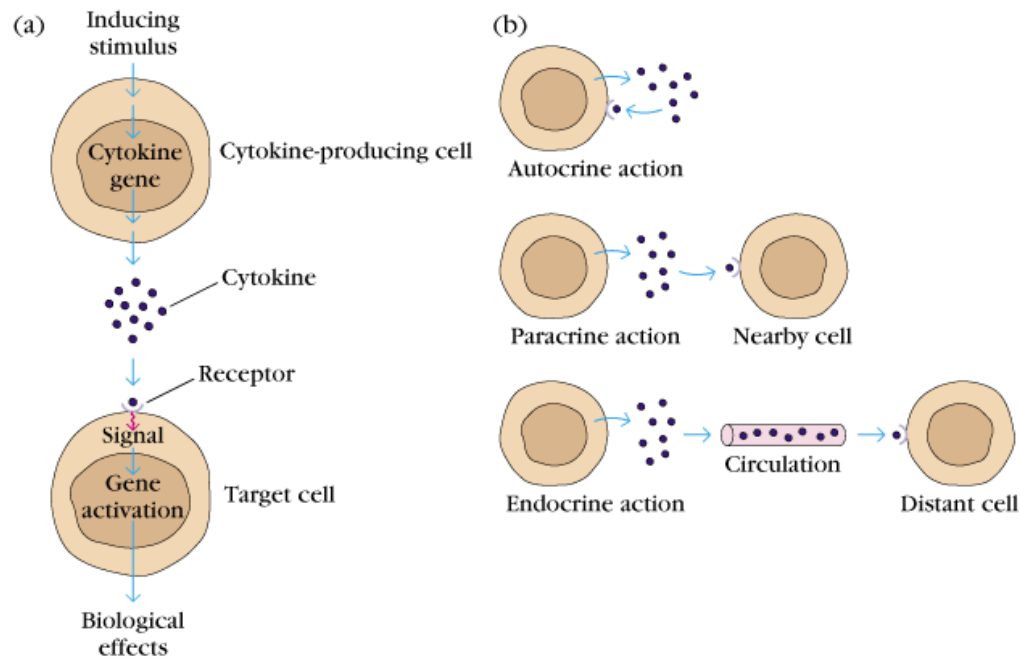 (a)
Inducing
stimulus
Cytokine
gene
Cytokine-producing cell
Cytokine
Receptor
Signal
Gene
activation
Target cell
Biological
effects
(b)
Autocrine action
Paracrine action
Nearby cell
Circulation
Endocrine action
Distant cell